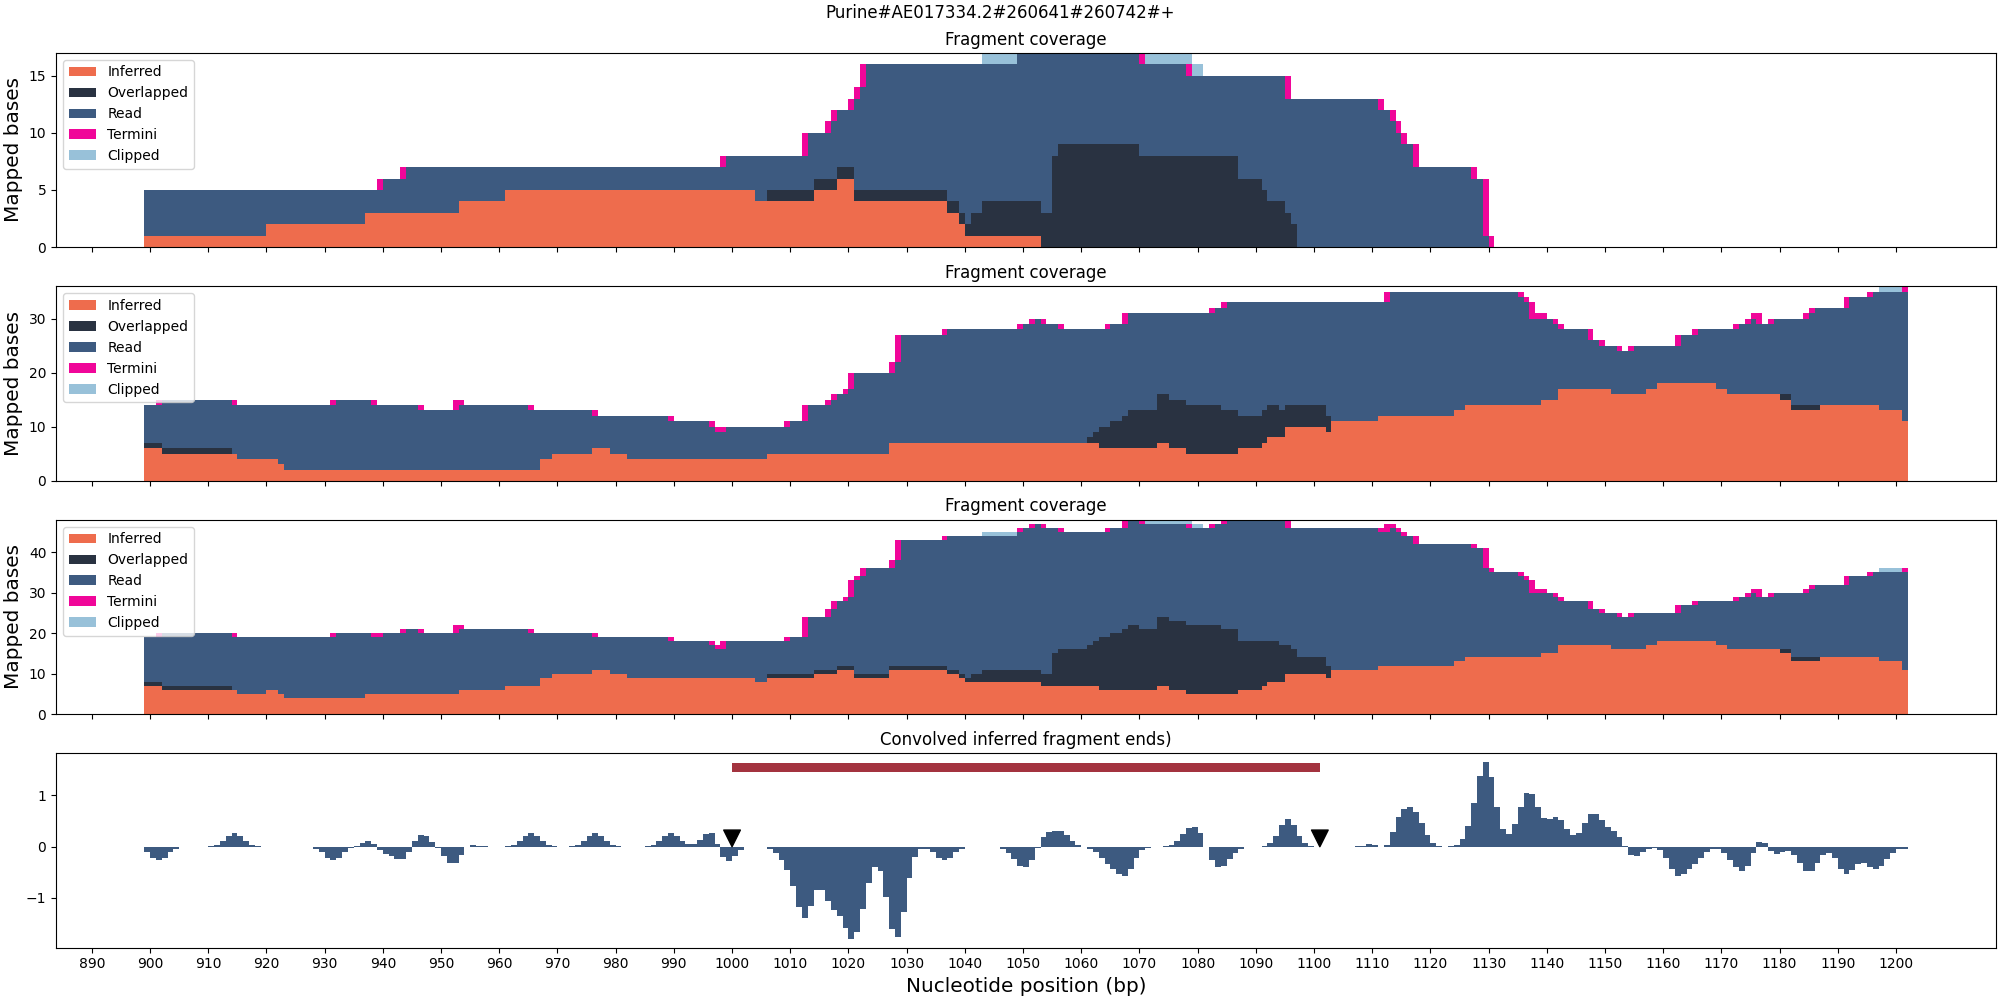 Purine#AE017334.2#260641#260742#+
Fragment coverage
Mapped bases
15
10
5
0
Inferred
Overlapped
Read
Termini
Clipped
Fragment coverage
Mapped bases
30
20
10
0
Inferred
Overlapped
Read
Termini
Clipped
Fragment coverage
Mapped bases
40
30
20
10
0
Inferred
Overlapped
Read
Termini
Clipped
Convolved inferred fragment ends)
1
0
−1
890 900 910 920 930 940 950 960 970 980 990 1000 1010 1020 1030 1040 1050 1060 1070 1080 1090 1100 1110 1120 1130 1140 1150 1160 1170 1180 1190 1200
Nucleotide position (bp)